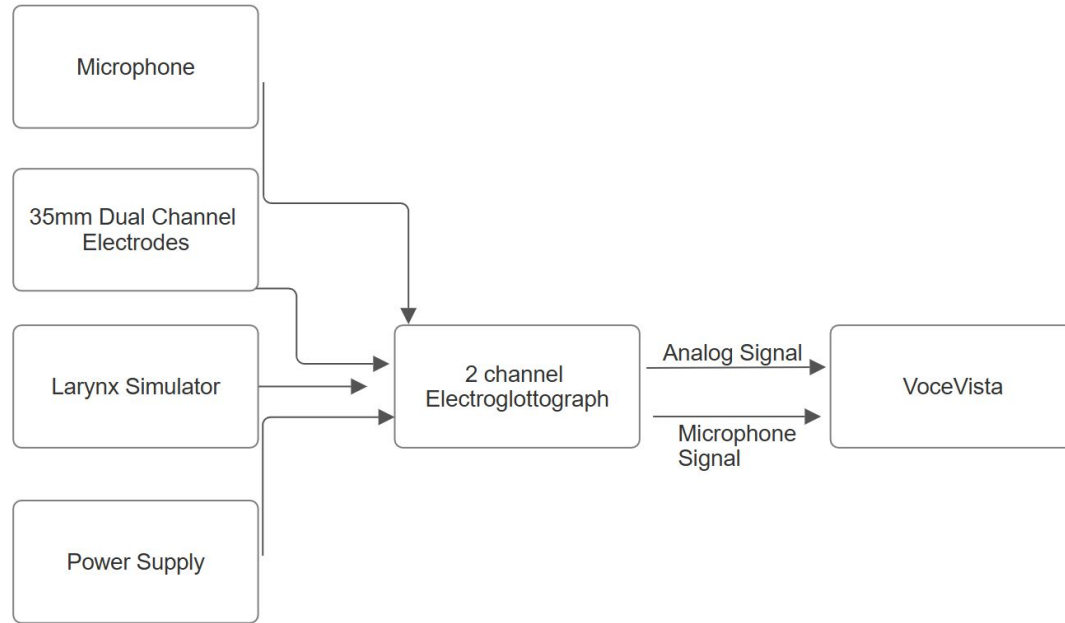 Microphone
35mm Dual Channel
Electrodes
Larynx Simulator
Power Supply
2 channel
Electroglottograph
Analog Signal
Microphone
Signal
VoceVista